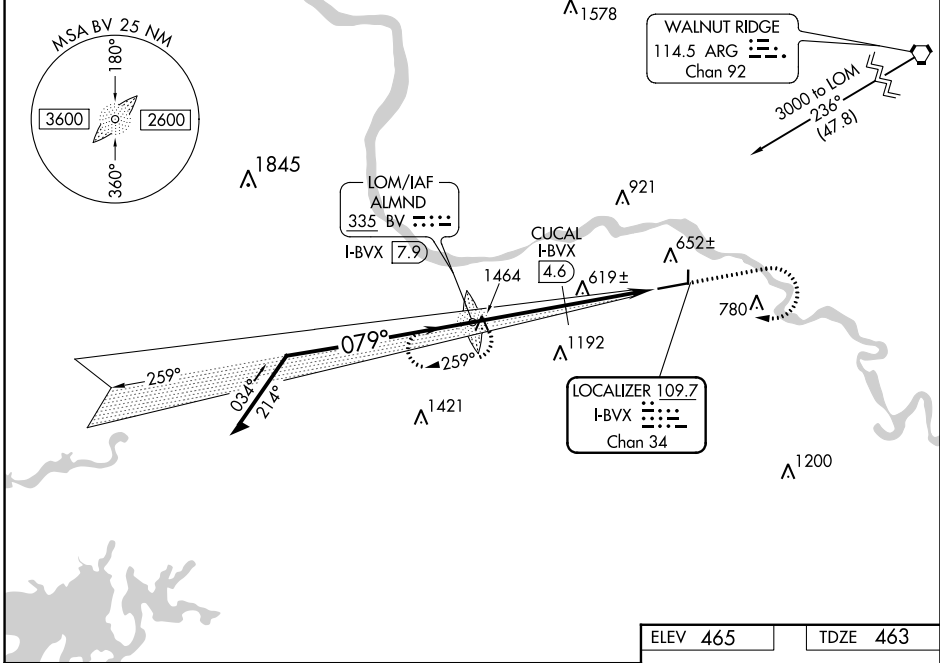 MSA BV 25 NM
180°
3600
2600
360°
1845
1578
WALNUT RIDGE
114.5 ARG
Chan 92
3000 to LOM
236°
(47.8)
LOM/IAF
ALMND
335 BV
I-BVX 7.9
921
CUCAL
I-BVX
4.6
652±
1464
619±
780
079°
1192
259°
259°
034°
214°
1421
LOCALIZER 109.7
I-BVX
Chan 34
1200
ELEV 465
TDZE 463